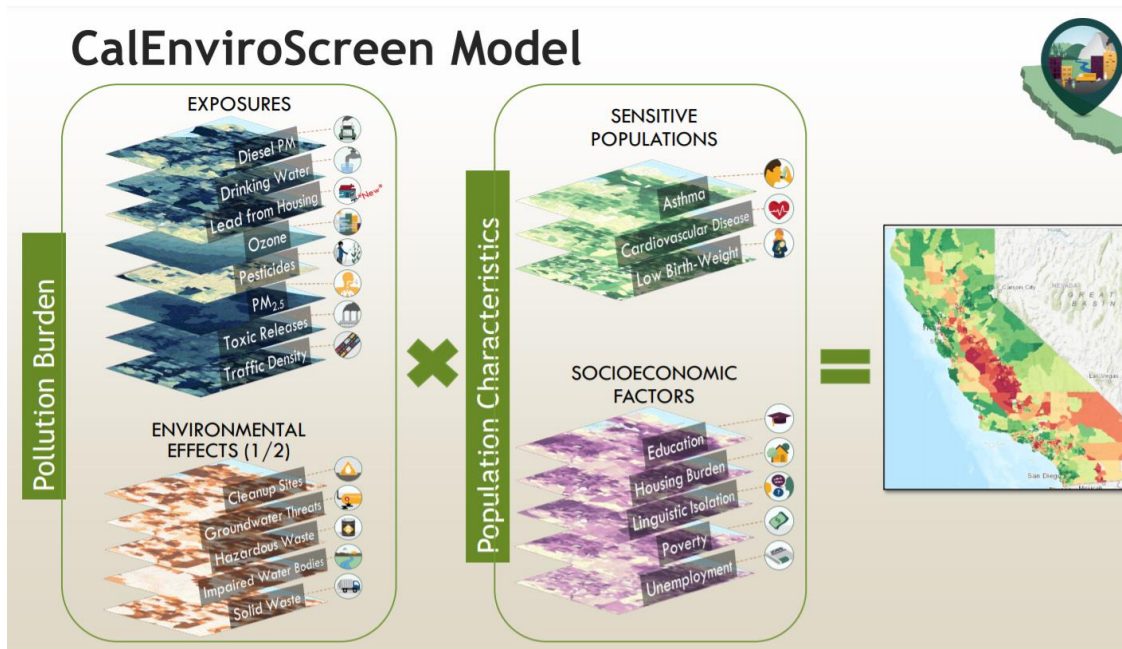 CalEnviroScreen Model
Pollution Burden
EXPOSURES
Diesel PM
Drinking Water
Lead from Housing
"New"
Ozone
Pesticides
PM2.5
Toxic Releases
Traffic Density
ENVIRONMENTAL
EFFECTS (1/2)
Cleanup Sites
Groundwater Threats
Hazardous Waste
Impaired Water Bodies
Solid Waste
Population Characteristics
SENSITIVE
POPULATIONS
Asthma
Cardiovascular Disease
Low Birth-Weight
SOCIOECONOMIC
FACTORS
Education
Housing Burden
Linguistic Isolation
Poverty
Unemployment
Carson City
NEVADA
GREAT
BASIN
Las Vegas
San Diego